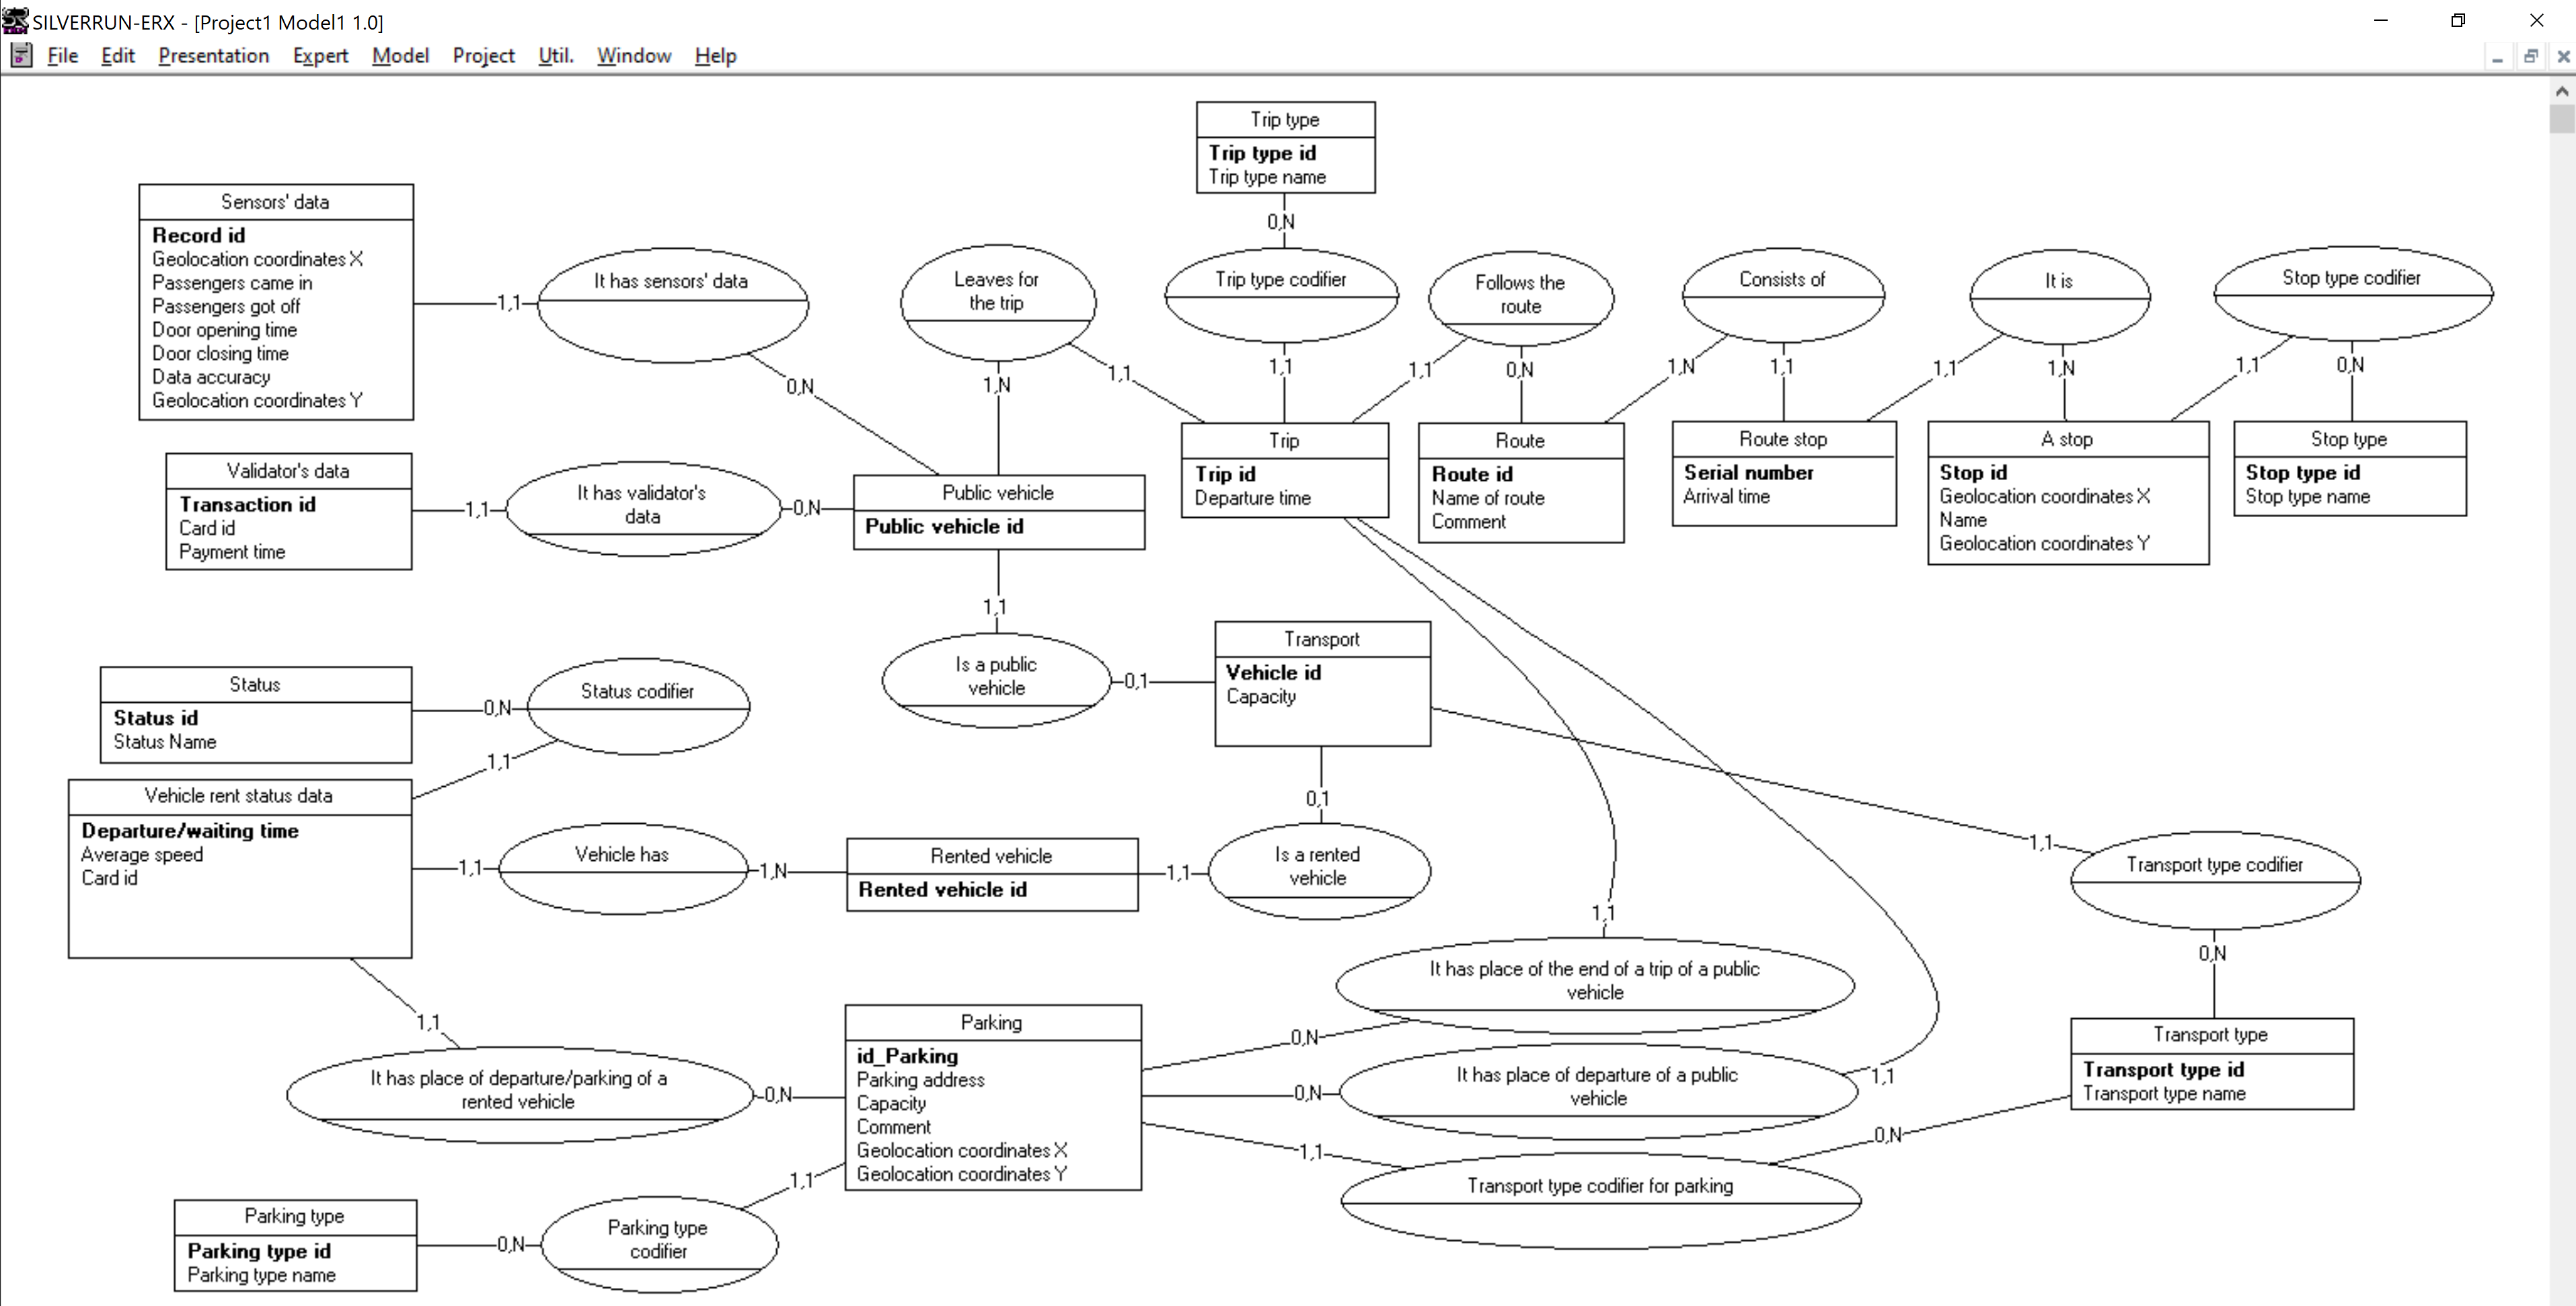 SILVERRUN-ERX - [Project1 Model1 1.0]
File Edit Presentation Expert Model Project Util. Window Help
Trip type
Trip type id
Trip type name
0,N
Sensors' data
Record id
Geolocation coordinates X
Passengers came in
Passengers got off
Door opening time
Door closing time
Data accuracy
Geolocation coordinates Y
1,1
It has sensors' data
0,N
Leaves for
the trip
1,N
1,1
Trip type codifier
1,1
Follows the
route
1,1
0,N
Consists of
1,N
1,1
It is
1,1
1,N
Stop type codifier
1,1
0,N
Validator's data
Transaction id
Card id
Payment time
1,1
It has validator's
data
0,N
Public vehicle
Public vehicle id
1,1
Trip
Trip id
Departure time
Route
Route id
Name of route
Comment
Route stop
Serial number
Arrival time
A stop
Stop id
Geolocation coordinates X
Name
Geolocation coordinates Y
Stop type
Stop type id
Stop type name
Is a public
vehicle
0,1
Transport
Vehicle id
Capacity
0,1
Status
Status id
Status Name
0,N
Status codifier
1,1
Vehicle rent status data
Departure/waiting time
Average speed
Card id
1,1
Vehicle has
1,N
Rented vehicle
Rented vehicle id
1,1
Is a rented
vehicle
1,1
Transport type codifier
0,N
1,1
It has place of the end of a trip of a public
vehicle
0,N
1,1
It has place of departure/parking of a
rented vehicle
0,N
Parking
id_Parking
Parking address
Capacity
Comment
Geolocation coordinates X
Geolocation coordinates Y
0,N
It has place of departure of a public
vehicle
1,1
Transport type
Transport type id
Transport type name
0,N
1,1
Transport type codifier for parking
1,1
Parking type
Parking type id
Parking type name
0,N
Parking type
codifier